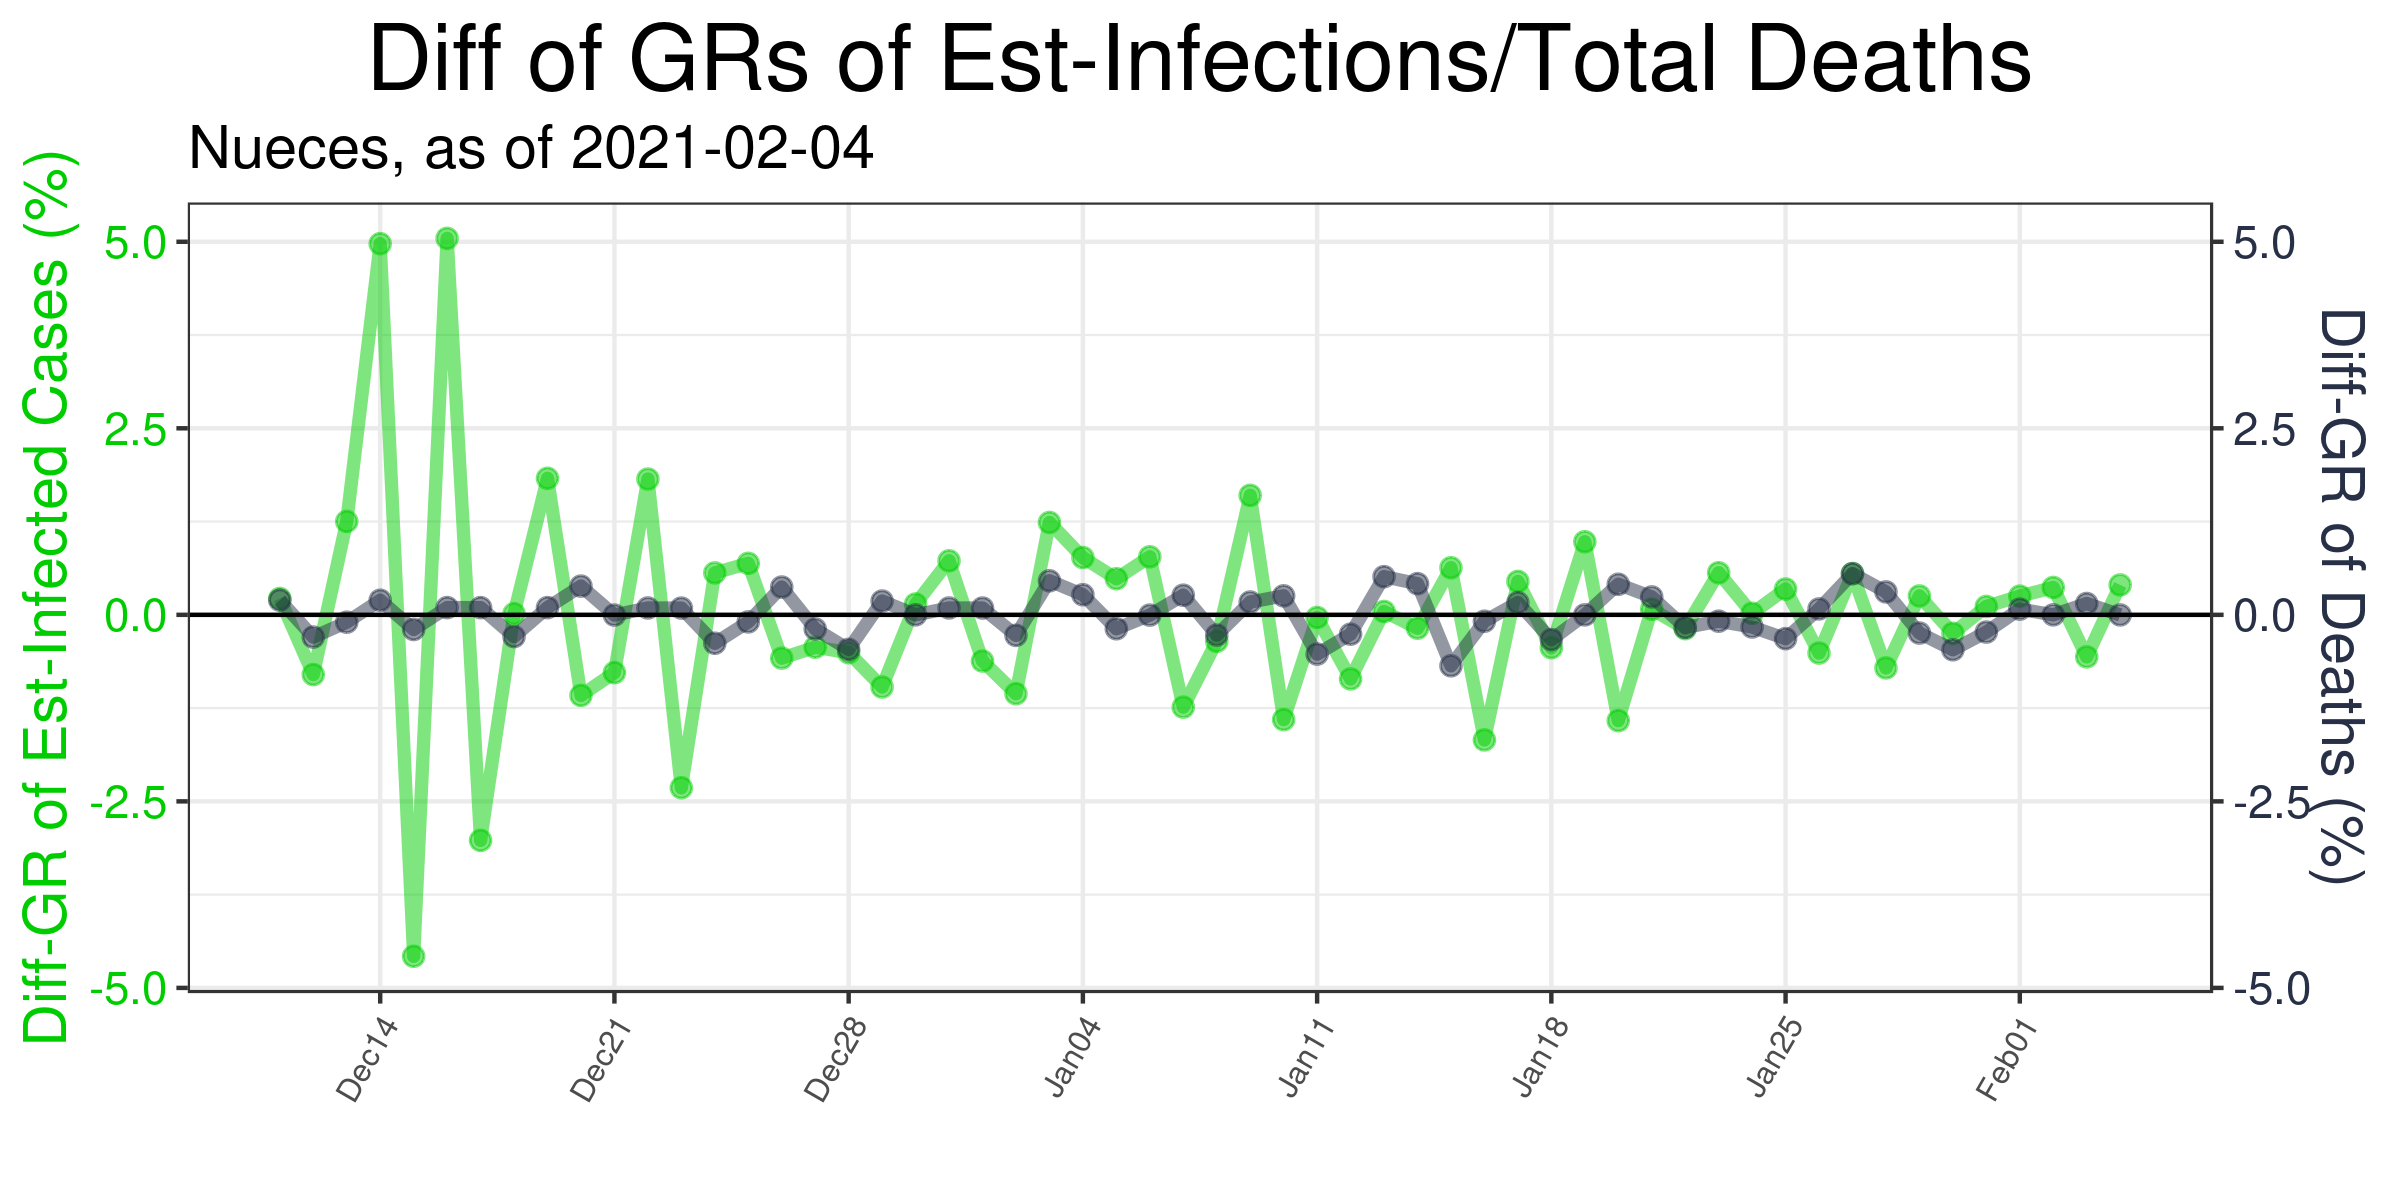 Diff of GRs of Est-Infections/Total Deaths
Nueces, as of 2021-02-04
Diff-GR of Est-Infected Cases (%)
5.0
2.5
0.0
-2.5
-5.0
5.0
2.5
0.0
-2.5
-5.0
Diff-GR of Deaths (%)
Dec14
Dec21
Dec28
Jan04
Jan11
Jan18
Jan25
Feb01